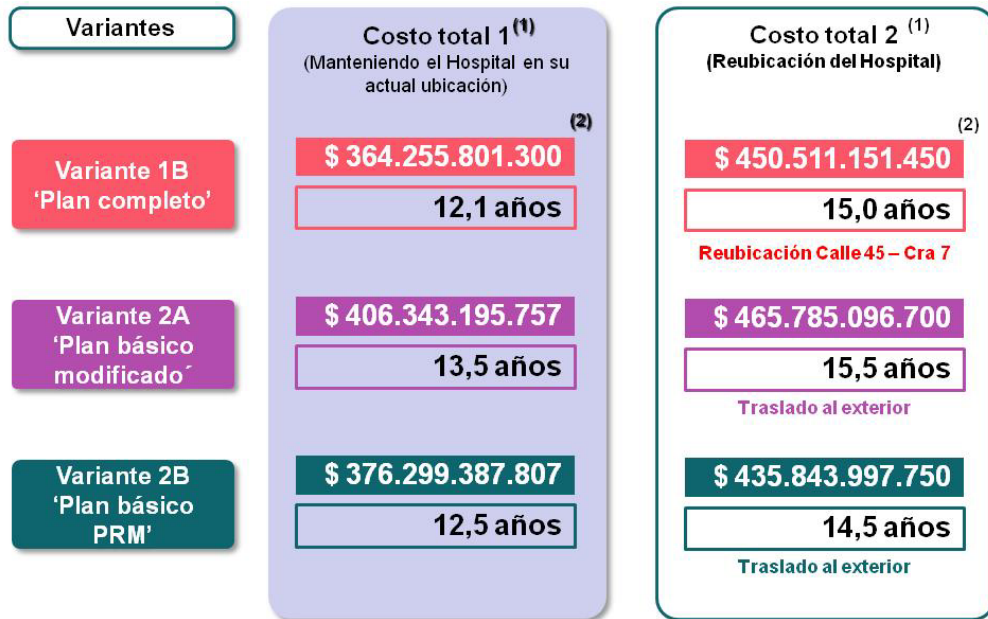 Variantes
Costo total 1(1)
(Manteniendo el Hospital en su
actual ubicación)
(2)
Costo total 2 (1)
(Reubicación del Hospital)
(2)
Variante 1B
‘Plan completo’
$ 364.255.801.300
12,1 años
$ 450.511.151.450
15,0 años
Reubicación Calle 45 – Cra 7
Variante 2A
‘Plan básico
modificado´
$ 406.343.195.757
13,5 años
$ 465.785.096.700
15,5 años
Traslado al exterior
Variante 2B
‘Plan básico
PRM’
$ 376.299.387.807
12,5 años
$ 435.843.997.750
14,5 años
Traslado al exterior